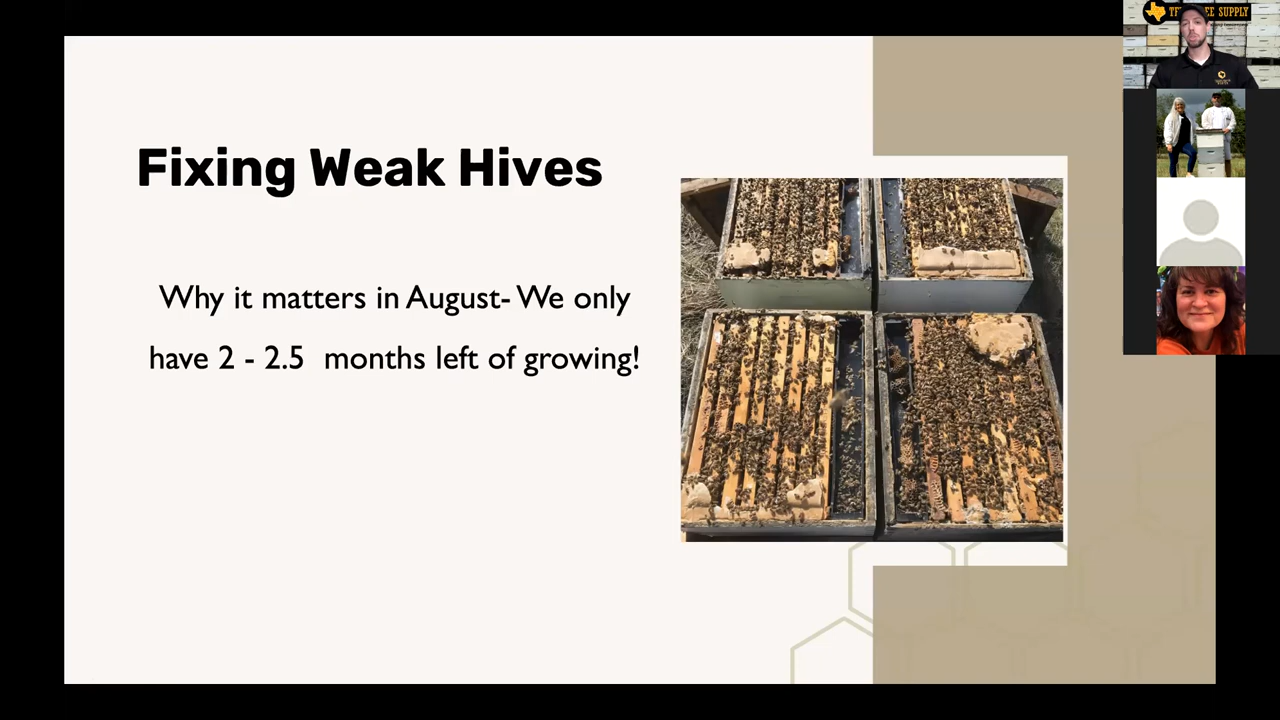 Fixing Weak Hives
Why it matters in August- We only
have 2 - 2.5 months left of growing!
SUPPLY